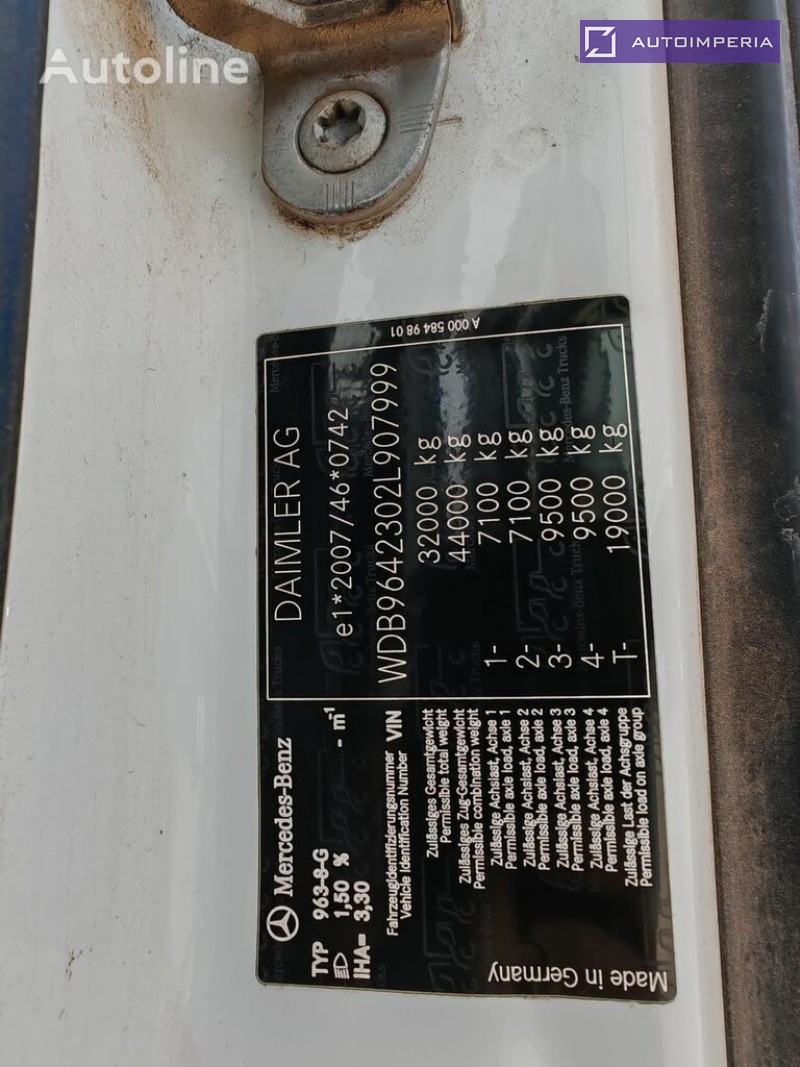 Autoline
AUTOIMPERIA
Mercedes-Benz
TYP 963-8-G
1,50 %
IHA= 3,30 - m⁻¹
DAIMLER AG
e1*2007/46*0742
Fahrzeugidentifizierungsnummer
Vehicle Identification Number VIN
WDB9642302L907999
Zulässiges Gesamtgewicht
Permissible total weight
32000 kg
Zulässiges Zug-Gesamtgewicht
Permissible combination weight
44000 kg
Zulässige Achslast, Achse 1
Permissible axle load, axle 1
1- 7100 kg
Zulässige Achslast, Achse 2
Permissible axle load, axle 2
2- 7100 kg
Zulässige Achslast, Achse 3
Permissible axle load, axle 3
3- 9500 kg
Zulässige Achslast, Achse 4
Permissible axle load, axle 4
4- 9500 kg
Zulässige Last der Achsgruppe
Permissible load on axle group
T- 19000 kg
Made in Germany
A 000 584 98 01
Mercedes-Benz Trucks